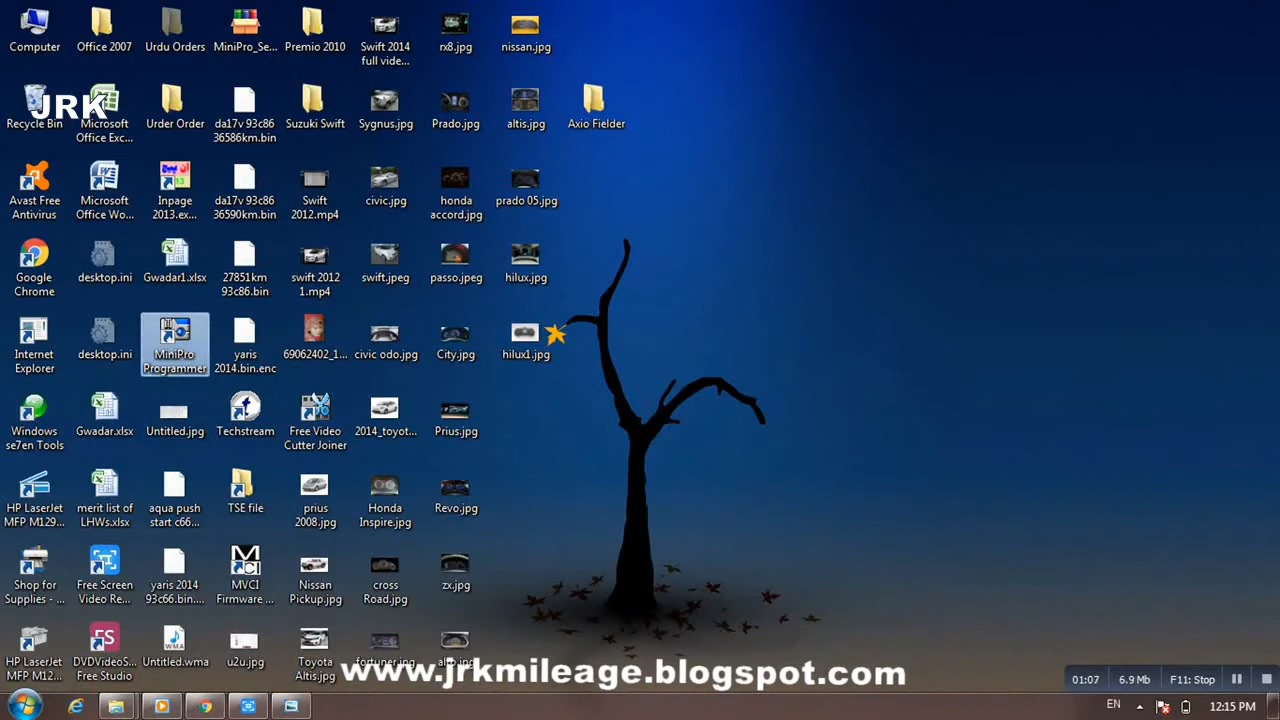 Computer
Office 2007
Urdu Orders
MiniPro_Se...
Premio 2010
Swift 2014
full vide...
rx8.jpg
nissan.jpg
JRK
Recycle Bin
Microsoft
Office Exc...
Urder Order
da17v 93c86
36586km.bin
Suzuki Swift
Sygnus.jpg
Prado.jpg
altis.jpg
Axio Fielder
Avast Free
Antivirus
Microsoft
Office Wo...
Inpage
2013.ex...
da17v 93c86
36590km.bin
Swift
2012.mp4
civic.jpg
honda
accord.jpg
prado 05.jpg
Google
Chrome
desktop.ini
Gwadar1.xlsx
27851km
93c86.bin
swift 2012
1.mp4
swift.jpeg
passo.jpeg
hilux.jpg
Internet
Explorer
desktop.ini
MiniPro
Programmer
yaris
2014.bin.enc
69062402_1...
civic odo.jpg
City.jpg
hilux1.jpg
Windows
se7en Tools
Gwadar.xlsx
Untitled.jpg
Techstream
Free Video
Cutter Joiner
2014_toyot...
Prius.jpg
HP LaserJet
MFP M129...
merit list of
LHWs.xlsx
aqua push
start c66...
TSE file
prius
2008.jpg
Honda
Inspire.jpg
Revo.jpg
Shop for
Supplies - ...
Free Screen
Video Re...
yaris 2014
93c66.bin....
MVCI
Firmware ...
Nissan
Pickup.jpg
cross
Road.jpg
zx.jpg
HP LaserJet
MFP M12...
DVDVideoS...
Free Studio
Untitled.wma
u2u.jpg
Toyota
Altis.jpg
fortuner.jpg
www.jrkmileage.blogspot.com
01:07
6.9 Mb
F11: Stop
EN
12:15 PM